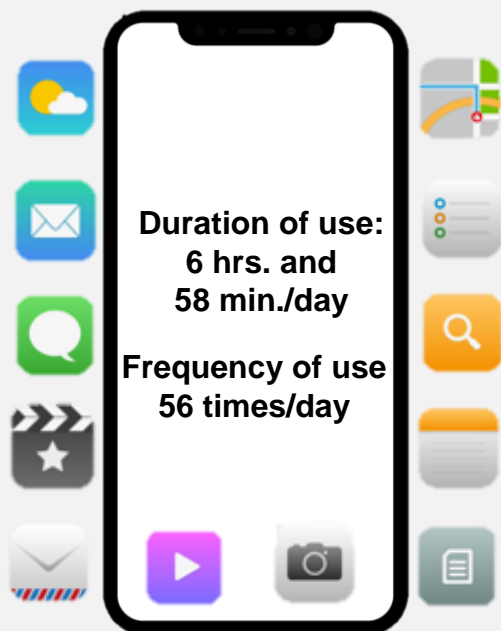 Duration of use:
6 hrs. and
58 min./day
Frequency of use
56 times/day